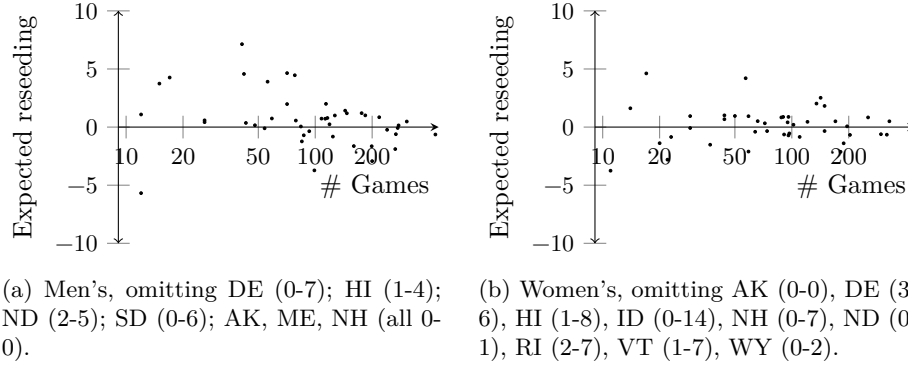 10
5
0
−5
−10
Expected reseeding
10 20 50 100 200
# Games
10
5
0
−5
−10
Expected reseeding
10 20 50 100 200
# Games
(a) Men's, omitting DE (0-7); HI (1-4);
ND (2-5); SD (0-6); AK, ME, NH (all 0-
0).
(b) Women's, omitting AK (0-0), DE (3
6), HI (1-8), ID (0-14), NH (0-7), ND (0
1), RI (2-7), VT (1-7), WY (0-2).